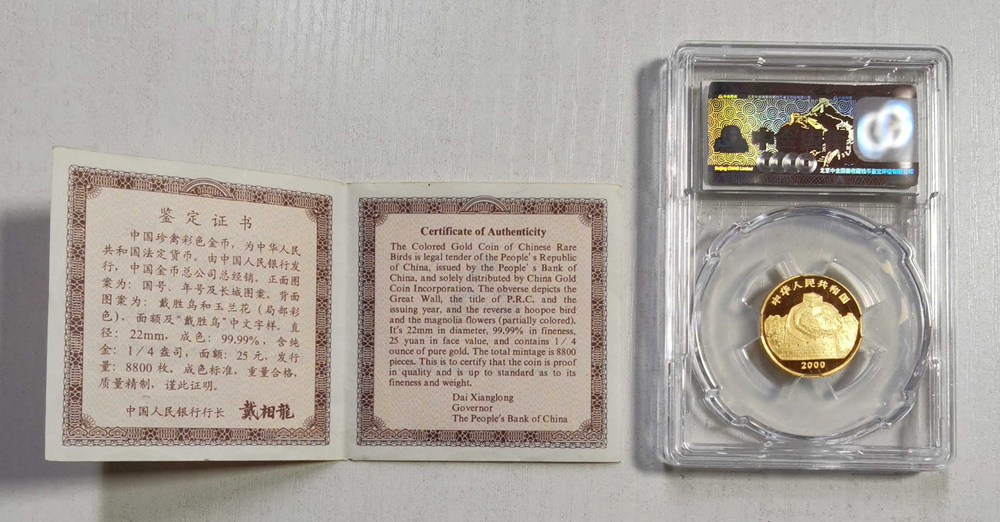 鉴定证书
中国珍禽彩色金币，为中华人民
共和国法定货币。由中国人民银行发
行，中国金币总公司总经销。正面图
案为：国号、年号及长城图案。背面
图案为：戴胜鸟和玉兰花（局部彩
色），面额及“戴胜鸟”中文字样，直
径：22mm，成色：99.99%，含纯
金：1/4盎司，面额：25元，发行
量：8800枚。成色标准，重量合格，
质量精制，谨此证明。
中国人民银行行长 戴相龍
Certificate of Authenticity
The Colored Gold Coin of Chinese Rare
Birds is legal tender of the People's Republic
of China, issued by the People's Bank of
China, and solely distributed by China Gold
Coin Incorporation. The obverse depicts the
Great Wall, the title of P.R.C. and the
issuing year, and the reverse a hoopoe bird
and the magnolia flowers (partially colored).
It's 22mm in diameter, 99.99% in fineness,
25 yuan in face value, and contains 1/4
ounce of pure gold. The total mintage is 8800
pieces. This is to certify that the coin is proof
in quality and is up to standard as to its
fineness and weight.
Dai Xianglong
Governor
The People's Bank of China
中华人民共和国
2000